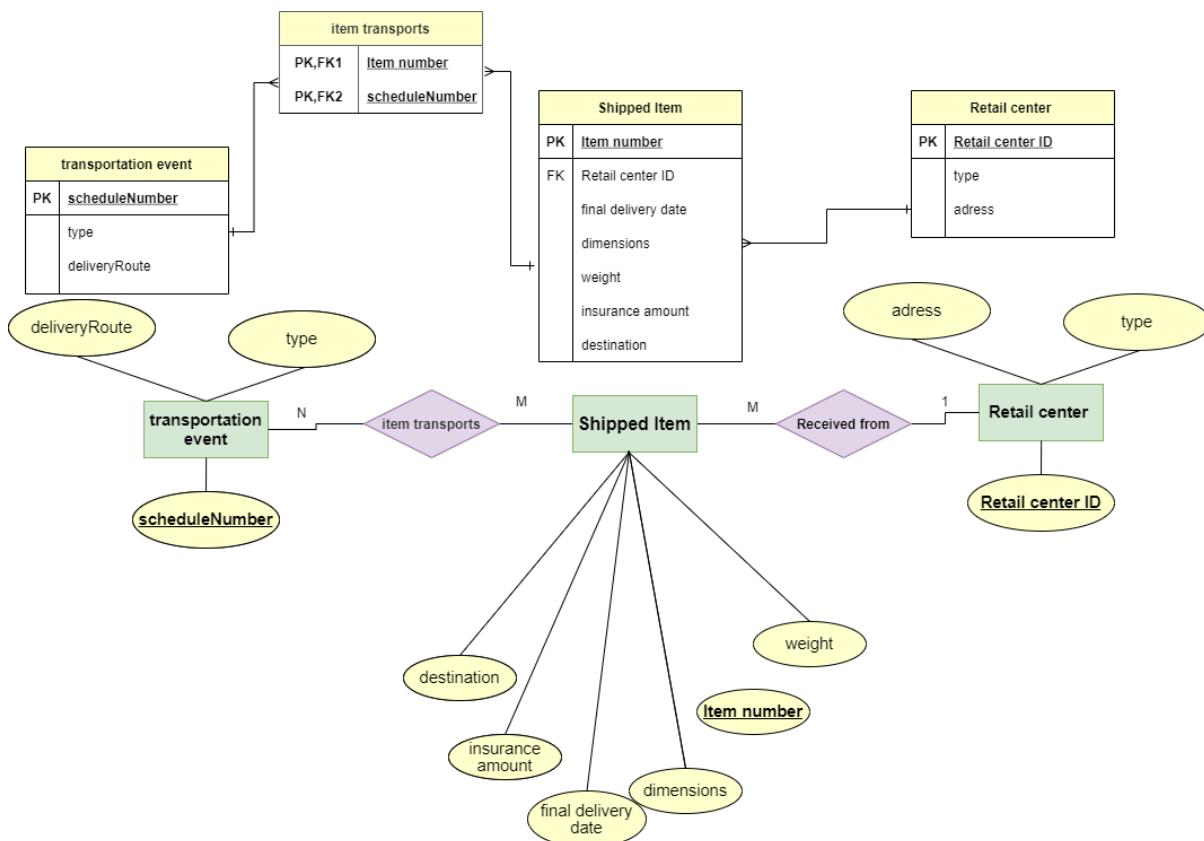 item transports
PK,FK1 Item number
PK,FK2 scheduleNumber
transportation event
PK scheduleNumber
type
deliveryRoute
Shipped Item
PK Item number
FK Retail center ID
final delivery date
dimensions
weight
insurance amount
destination
Retail center
PK Retail center ID
type
adress
deliveryRoute
type
adress
type
transportation
event
N
item transports
M
Shipped Item
M
Received from
1
Retail center
scheduleNumber
Retail center ID
weight
destination
Item number
insurance
amount
dimensions
final delivery
date